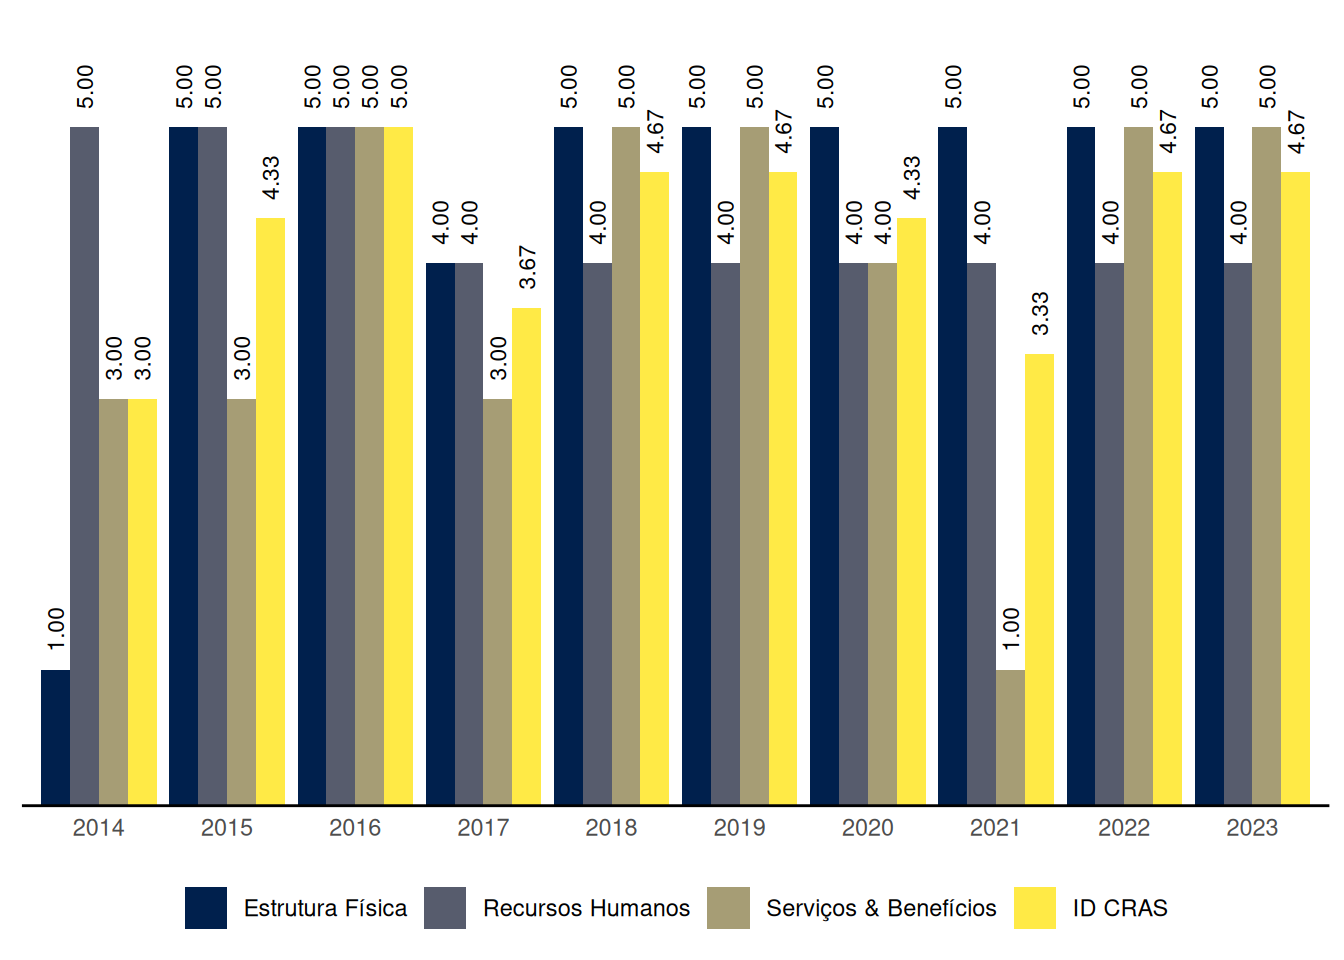 5.00 5.00 5.00 5.00 5.00 5.00 5.00 5.00 5.00 5.00 5.00 5.00 5.00 5.00 5.00 5.00 5.00
4.67 4.67 4.67 4.67
4.33 4.33
4.00 4.00 4.00 4.00 4.00 4.00 4.00 4.00 4.00
3.67
3.33
3.00 3.00 3.00 3.00
1.00 1.00
2014 2015 2016 2017 2018 2019 2020 2021 2022 2023
Estrutura Física Recursos Humanos Serviços & Benefícios ID CRAS